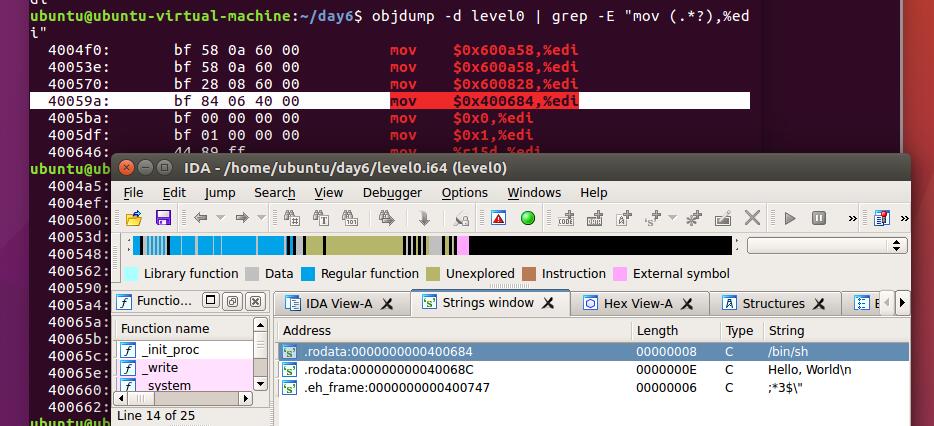 ubuntu@ubuntu-virtual-machine:~/day6$ objdump -d level0 | grep -E "mov (.*?),%ed
i"
4004f0: bf 58 0a 60 00 mov $0x600a58,%edi
40053e: bf 58 0a 60 00 mov $0x600a58,%edi
400570: bf 28 08 60 00 mov $0x600828,%edi
40059a: bf 84 06 40 00 mov $0x400684,%edi
4005ba: bf 00 00 00 00 mov $0x0,%edi
4005df: bf 01 00 00 00 mov $0x1,%edi
400646: 44 89 ff mov %r15d,%edi
ubuntu@ub
IDA - /home/ubuntu/day6/level0.i64 (level0)
4004a5:
File Edit Jump Search View Debugger Options Windows Help
4004ef:
400500:
40053d:
400548:
400562:
Library function Data Regular function Unexplored Instruction External symbol
400590:
4005a4:
Functio... IDA View-A Strings window Hex View-A Structures
40065a:
Function name Address Length Type C String
40065b:
_init_proc .rodata:0000000000400684 00000008 C /bin/sh
40065c:
_write .rodata:000000000040068C 0000000E C Hello, World\n
40065e:
_system .eh_frame:0000000000400747 00000006 C ;*3$\"
400660:
400662:
Line 14 of 25
ubuntu@ub